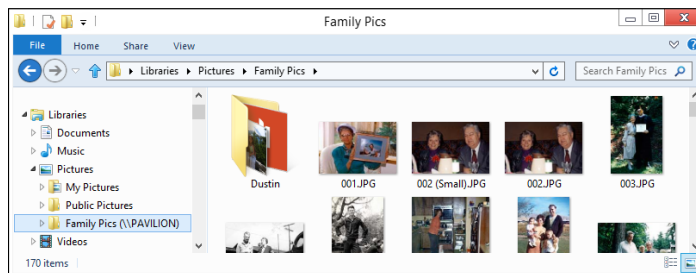 Family Pics
File Home Share View
Libraries Pictures Family Pics
Search Family Pics
Libraries
Documents
Music
Pictures
My Pictures
Public Pictures
Family Pics (\\PAVILION)
Videos
Dustin 001.JPG 002 (Small).JPG 002.JPG 003.JPG
170 items